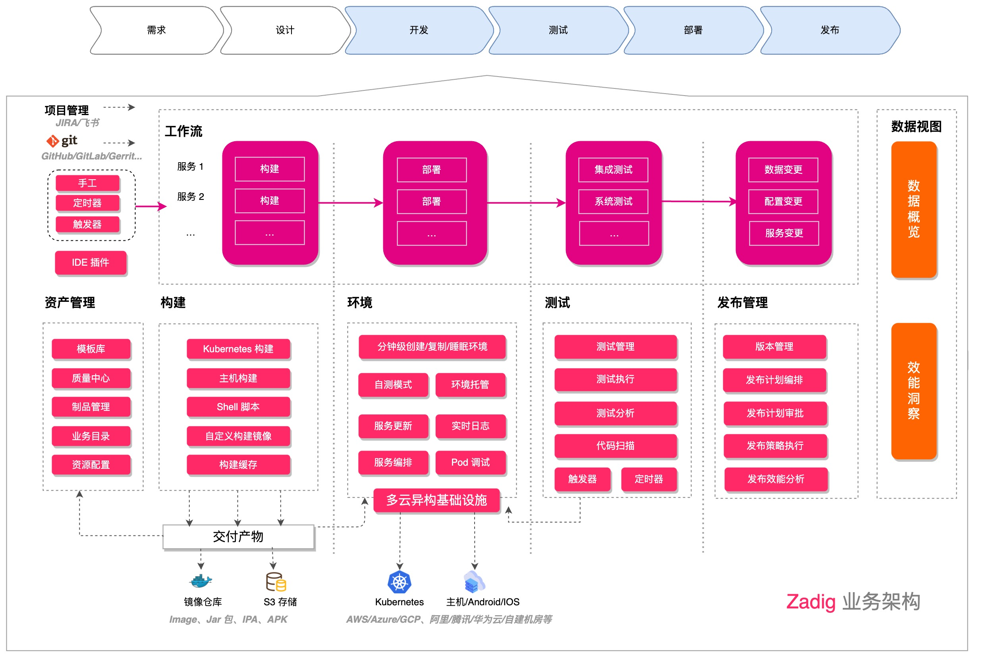 需求
设计
开发
测试
部署
发布
项目管理
JIRA/飞书
git
GitHub/GitLab/Gerrit...
手工
定时器
触发器
IDE 插件
工作流
服务 1
服务 2
...
构建
构建
...
部署
部署
...
集成测试
系统测试
...
数据变更
配置变更
服务变更
数据视图
数据概览
效能洞察
资产管理
模板库
质量中心
制品管理
业务目录
资源配置
构建
Kubernetes 构建
主机构建
Shell 脚本
自定义构建镜像
构建缓存
环境
分钟级创建/复制/睡眠环境
自测模式
环境托管
服务更新
实时日志
服务编排
Pod 调试
多云异构基础设施
测试
测试管理
测试执行
测试分析
代码扫描
触发器
定时器
发布管理
版本管理
发布计划编排
发布计划审批
发布策略执行
发布效能分析
交付产物
镜像仓库
S3 存储
Image、Jar 包、IPA、APK
Kubernetes
主机/Android/IOS
AWS/Azure/GCP、阿里/腾讯/华为云/自建机房等
Zadig 业务架构